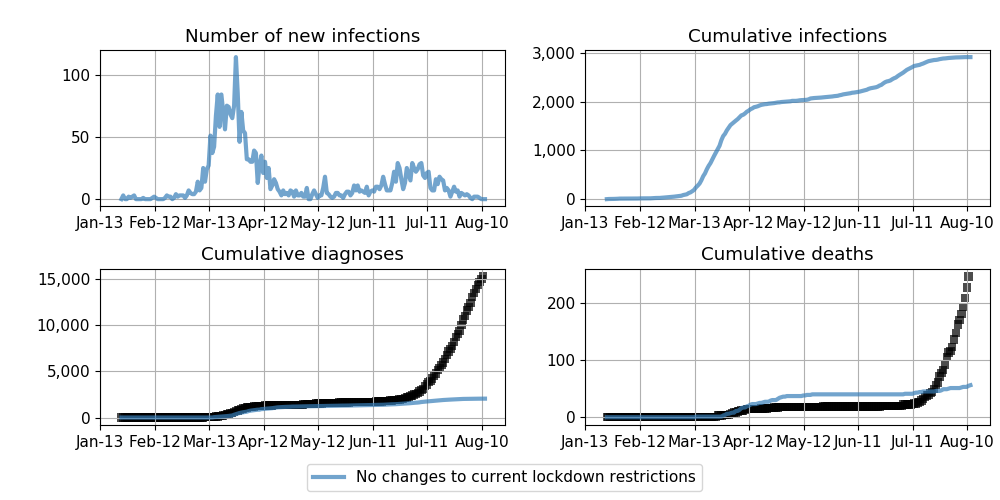 Number of new infections
100
50
0
Jan-13 Feb-12 Mar-13 Apr-12 May-12 Jun-11 Jul-11 Aug-10
Cumulative infections
3,000
2,000
1,000
0
Jan-13 Feb-12 Mar-13 Apr-12 May-12 Jun-11 Jul-11 Aug-10
Cumulative diagnoses
15,000
10,000
5,000
0
Jan-13 Feb-12 Mar-13 Apr-12 May-12 Jun-11 Jul-11 Aug-10
Cumulative deaths
200
100
0
Jan-13 Feb-12 Mar-13 Apr-12 May-12 Jun-11 Jul-11 Aug-10
No changes to current lockdown restrictions